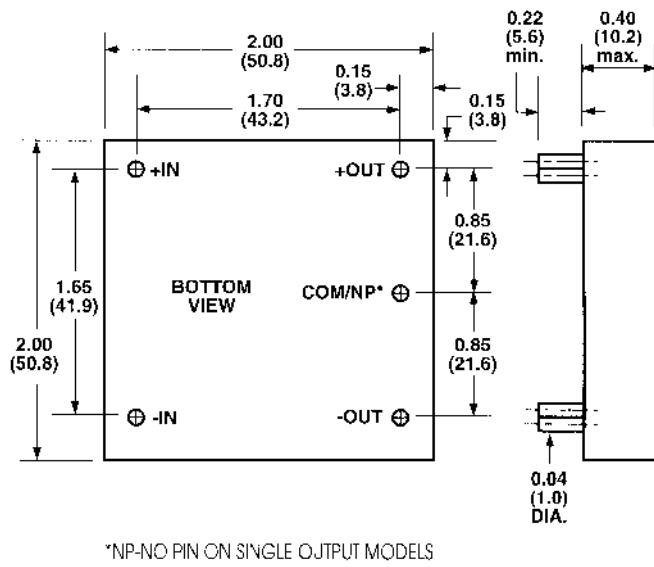 2.00
(50.8)
0.15
(3.8)
1.70
(43.2)
0.22
(5.6)
min.
0.40
(10.2)
max.
0.15
(3.8)
+IN
+OUT
0.85
(21.6)
1.65
(41.9)
BOTTOM
VIEW
COM/NP*
2.00
(50.8)
0.85
(21.6)
-IN
-OUT
0.04
(1.0)
DIA.
*NP-NO PIN ON SINGLE OUTPUT MODELS